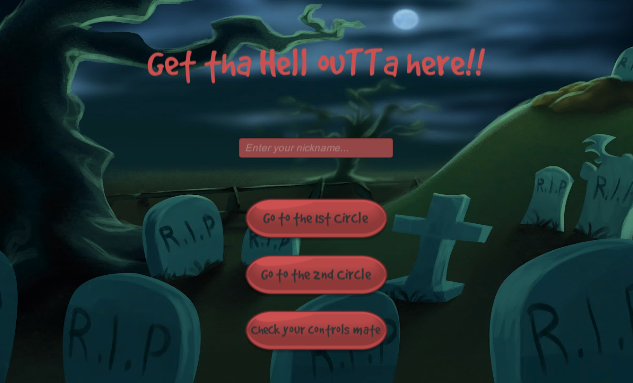 Get tha Hell ouTTa here!!
Enter your nickname...
Go to the 1st Circle
R.I.P
Go to the 2nd Circle
Check your controls mate
R.I.P
R.I.P